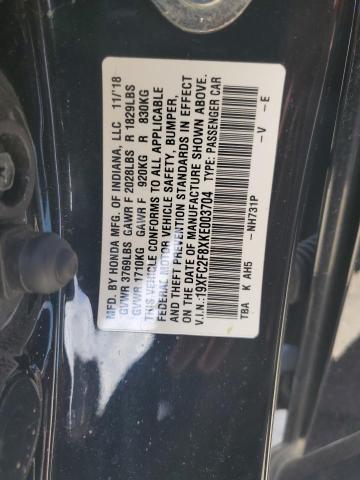 MFD. BY HONDA MFG. OF INDIANA, LLC 11/'18
GVWR 3769LBS GAWR F 2028LBS R 1829LBS
GVWR 1710KG GAWR F 920KG R 830KG
THIS VEHICLE CONFORMS TO ALL APPLICABLE
FEDERAL MOTOR VEHICLE SAFETY, BUMPER,
AND THEFT PREVENTION STANDARDS IN EFFECT
ON THE DATE OF MANUFACTURE SHOWN ABOVE.
V.I.N.:19XFC2F6XKE003704 TYPE: PASSENGER CAR
TBA K AH5 -NH731P -V -E